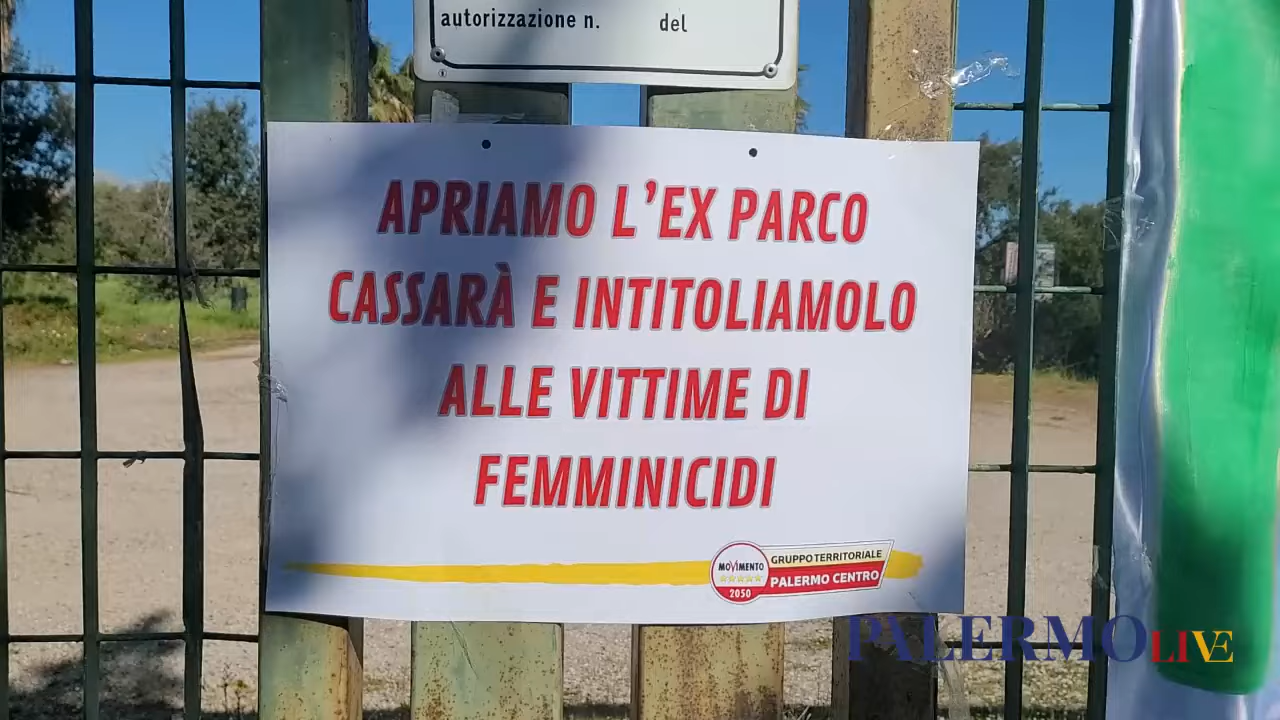 autorizzazione n. del
APRIAMO L'EX PARCO
CASSARÀ E INTITOLIAMOLO
ALLE VITTIME DI
FEMMINICIDI
MOVIMENTO
2050
GRUPPO TERRITORIALE
PALERMO CENTRO
PALERMOLIVE